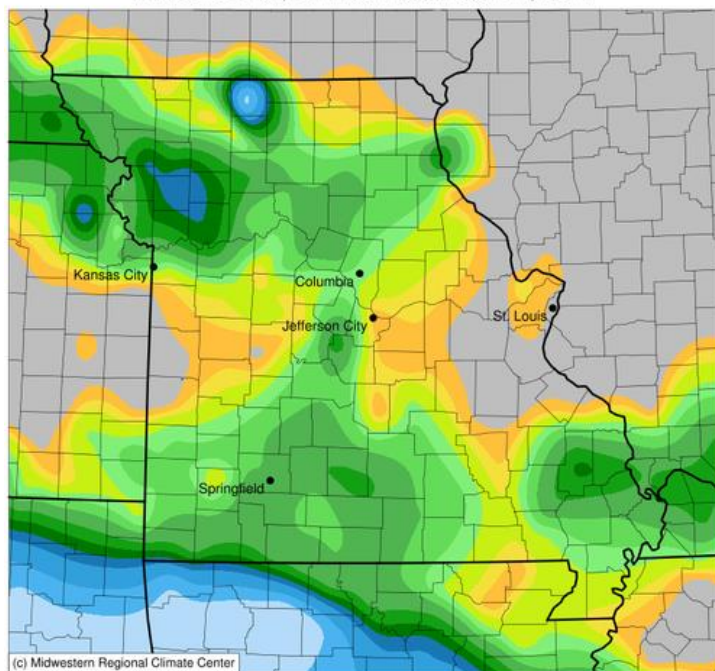 Kansas City
Columbia
Jefferson City
St. Louis
Springfield
(c) Midwestern Regional Climate Center